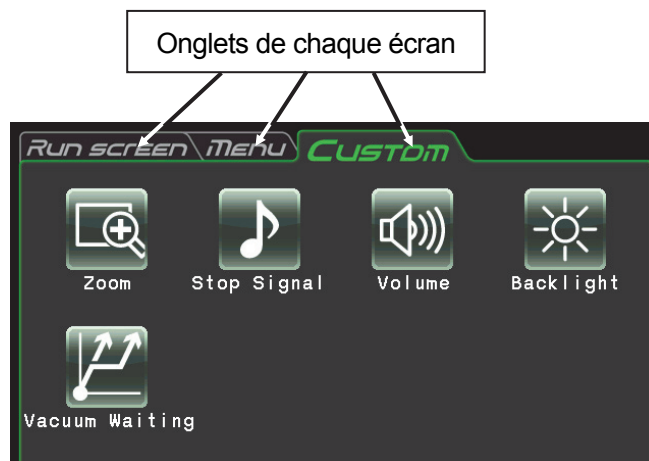 Onglets de chaque écran
Run screen Menu Custom
Zoom Stop Signal Volume Backlight
Vacuum Waiting